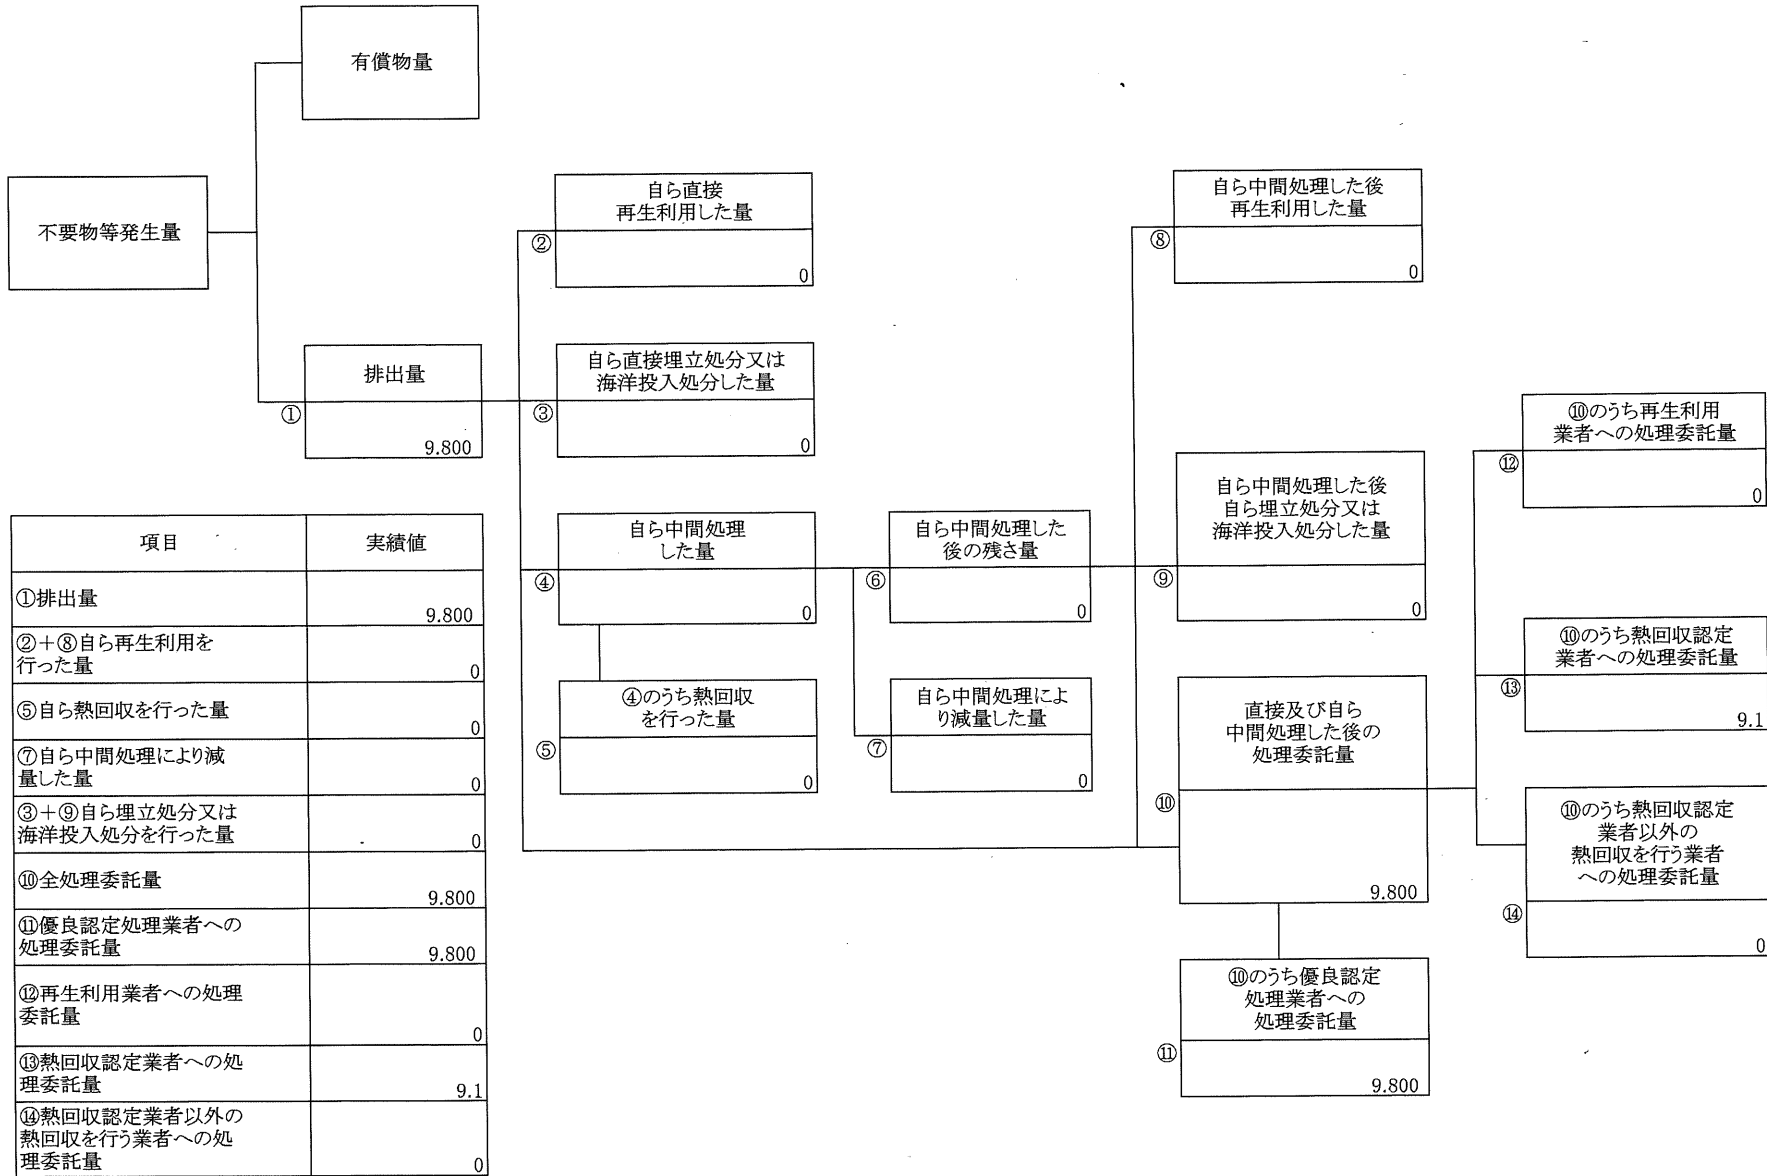 有償物量
不要物等発生量
排出量
①
9.800
自ら直接
再生利用した量
②
0
自ら直接埋立処分又は
海洋投入処分した量
③
0
自ら中間処理
した量
④
0
④のうち熱回収
を行った量
⑤
0
自ら中間処理した
後の残さ量
⑥
0
自ら中間処理によ
り減量した量
⑦
0
自ら中間処理した後
再生利用した量
⑧
0
自ら中間処理した後
自ら埋立処分又は
海洋投入処分した量
⑨
0
直接及び自ら
中間処理した後の
処理委託量
⑩
9.800
⑩のうち優良認定
処理業者への
処理委託量
⑪
9.800
⑩のうち再生利用
業者への処理委託量
⑫
0
⑩のうち熱回収認定
業者への処理委託量
⑬
9.1
⑩のうち熱回収認定
業者以外の
熱回収を行う業者
への処理委託量
⑭
0
項目 実績値
①排出量
9.800
②+⑧自ら再生利用を
行った量
0
⑤自ら熱回収を行った量
0
⑦自ら中間処理により減
量した量
0
③+⑨自ら埋立処分又は
海洋投入処分を行った量
0
⑩全処理委託量
9.800
⑪優良認定処理業者への
処理委託量
9.800
⑫再生利用業者への処理
委託量
0
⑬熱回収認定業者への処
理委託量
9.1
⑭熱回収認定業者以外の
熱回収を行う業者への処
理委託量
0